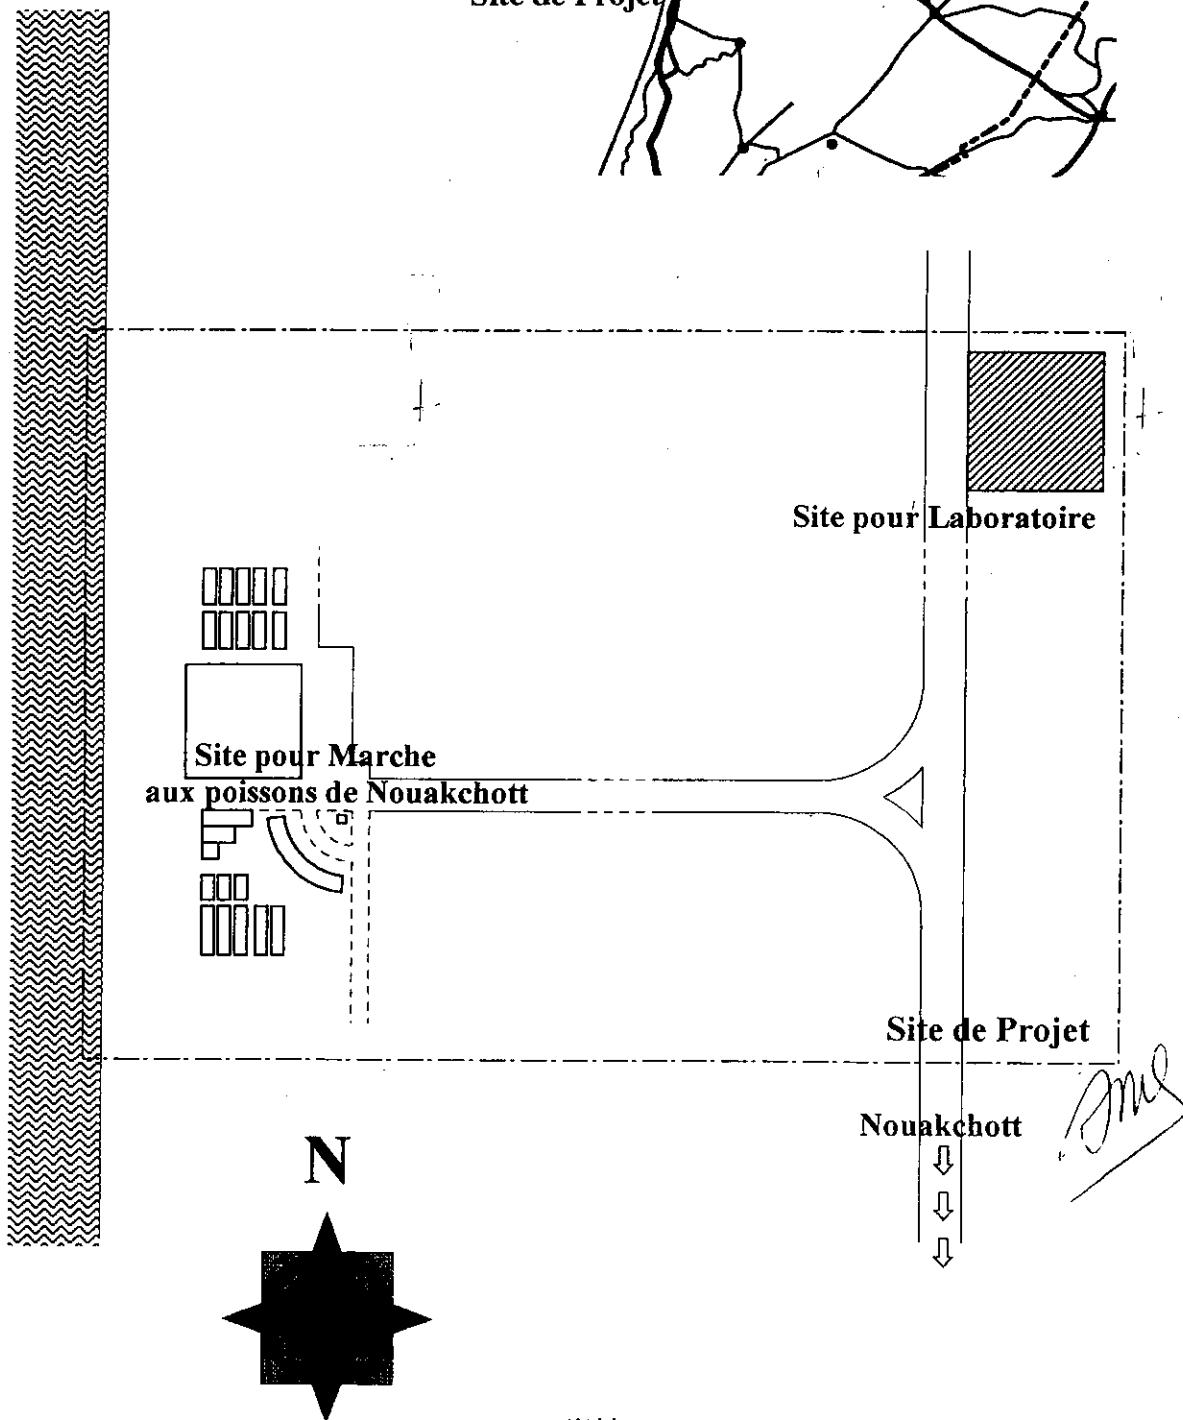 Site de Projet
Site pour Laboratoire
Site pour Marche
aux poissons de Nouakchott
Site de Projet
Nouakchott
N